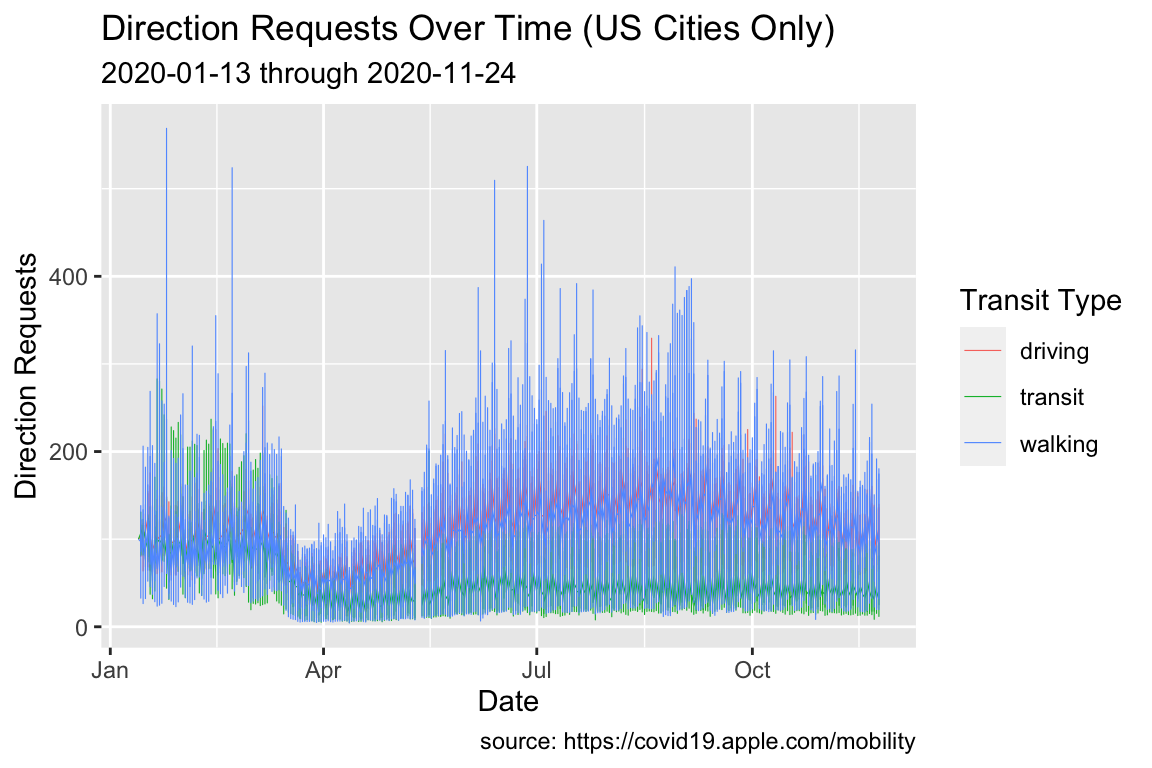 Direction Requests Over Time (US Cities Only)
2020-01-13 through 2020-11-24
Direction Requests
400
200
0
Jan Apr Jul Oct
Date
Transit Type
driving
transit
walking
source: https://covid19.apple.com/mobility